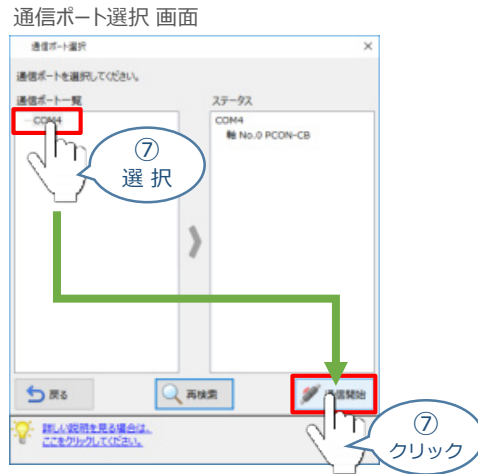 通信ポート選択 画面
通信ポート選択
通信ポートを選択してください。
通信ポート一覧
ステータス
COM4
COM4
軸 No.0 PCON-CB
⑦
選 択
戻る
再検索
通信開始
詳しい説明を見る場合は、
ここをクリックしてください。
⑦
クリック